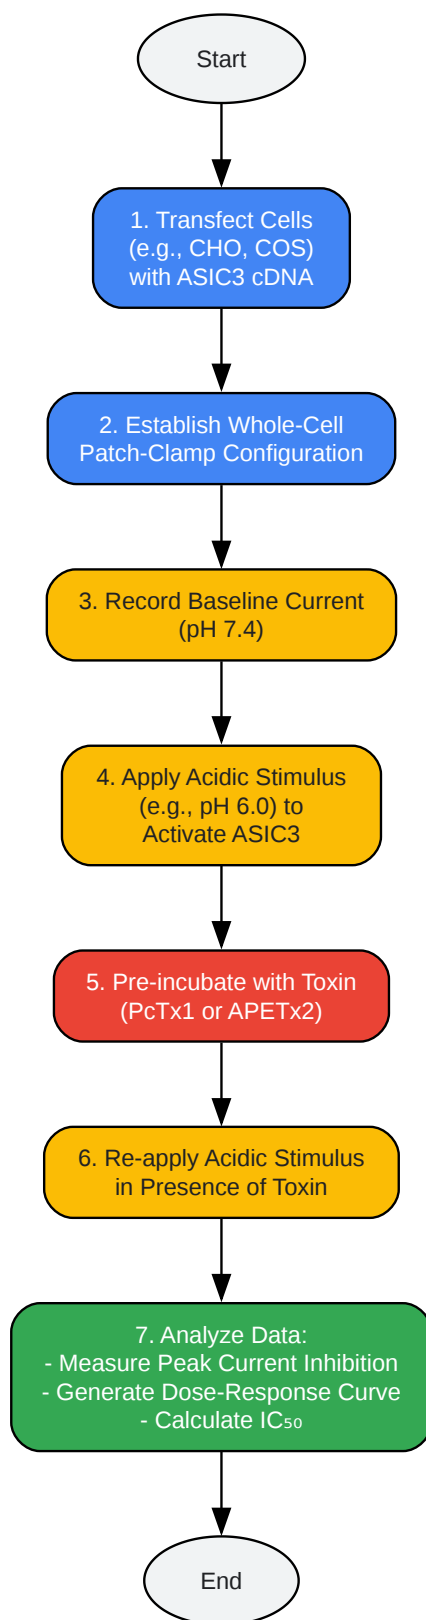 Start
1. Transfect Cells
(e.g., CHO, COS)
with ASIC3 cDNA
2. Establish Whole-Cell
Patch-Clamp Configuration
3. Record Baseline Current
(pH 7.4)
4. Apply Acidic Stimulus
(e.g., pH 6.0) to
Activate ASIC3
5. Pre-incubate with Toxin
(PcTx1 or APETx2)
6. Re-apply Acidic Stimulus
in Presence of Toxin
7. Analyze Data:
- Measure Peak Current Inhibition
- Generate Dose-Response Curve
- Calculate IC₅₀
End